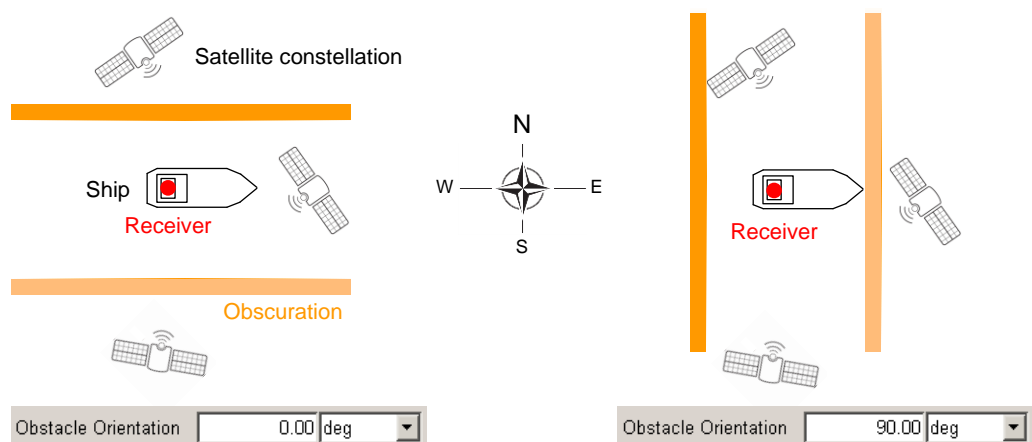 Satellite constellation
Ship
Receiver
Obscuration
Obstacle Orientation 0.00 deg
N
W E
S
Receiver
Obstacle Orientation 90.00 deg